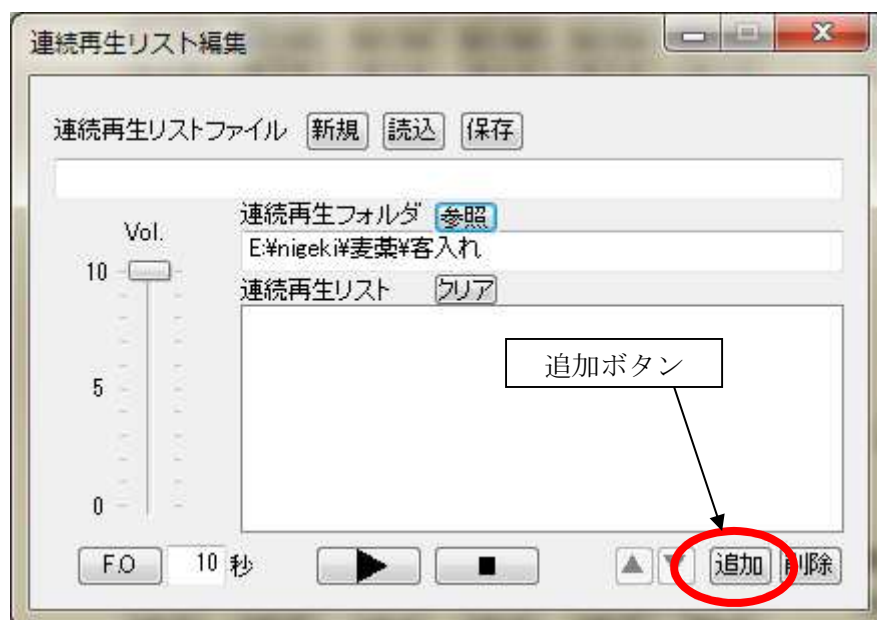 連続再生リスト編集
連続再生リストファイル 新規 読込 保存
Vol.
連続再生フォルダ 参照
E:¥nigeki¥麦藁¥客入れ
10
連続再生リスト クリア
追加ボタン
5
0
F.O 10 秒 ▶ ■ ▲ ▼ 追加 削除